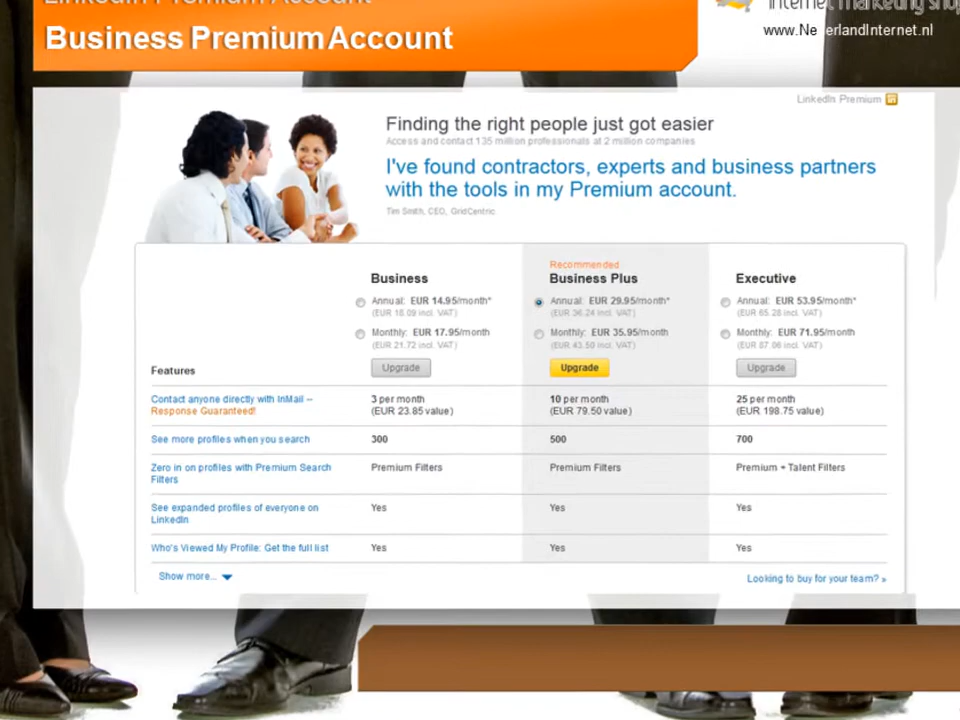 LinkedIn Premium Account
Business Premium Account
internet marketing shop
www.NederlandInternet.nl
LinkedIn Premium in
Finding the right people just got easier
Access and contact 135 million professionals at 2 million companies
I've found contractors, experts and business partners
with the tools in my Premium account.
Tim Smith, CEO, GridCentric
Recommended
Business Business Plus Executive
Annual: EUR 14.95/month* Annual: EUR 29.95/month* Annual: EUR 53.95/month*
(EUR 18.09 incl. VAT) (EUR 36.24 incl. VAT) (EUR 65.28 incl. VAT)
Monthly: EUR 17.95/month Monthly: EUR 35.95/month Monthly: EUR 71.95/month
(EUR 21.72 incl. VAT) (EUR 43.50 incl. VAT) (EUR 87.06 incl. VAT)
Features Upgrade Upgrade Upgrade
Contact anyone directly with InMail – 3 per month 10 per month 25 per month
Response Guaranteed! (EUR 23.85 value) (EUR 79.50 value) (EUR 198.75 value)
See more profiles when you search 300 500 700
Zero in on profiles with Premium Search Premium Filters Premium Filters Premium + Talent Filters
Filters
See expanded profiles of everyone on Yes Yes Yes
LinkedIn
Who's Viewed My Profile: Get the full list Yes Yes Yes
Show more... Looking to buy for your team? »